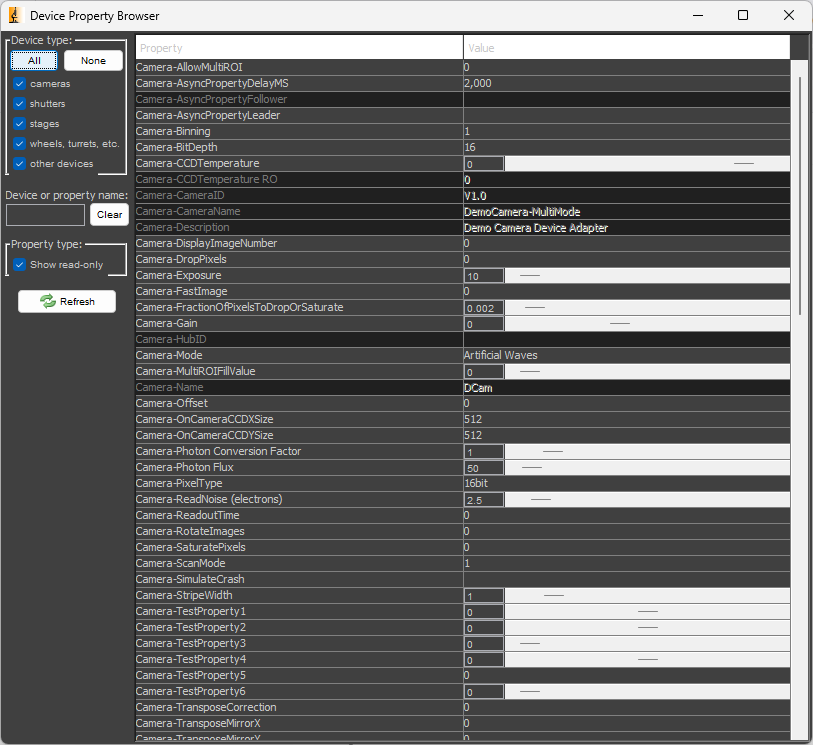 Device Property Browser
Device type:
All None
cameras
shutters
stages
wheels, turrets, etc.
other devices
Device or property name:
Clear
Property type:
Show read-only
Refresh
Property Value
Camera-AllowMultiROI 0
Camera-AsyncPropertyDelayMS 2,000
Camera-AsyncPropertyFollower
Camera-AsyncPropertyLeader
Camera-Binning 1
Camera-BitDepth 16
Camera-CCDTemperature 0
Camera-CCDTemperature RO 0
Camera-CameraID V1.0
Camera-CameraName DemoCamera-MultiMode
Camera-Description Demo Camera Device Adapter
Camera-DisplayImageNumber 0
Camera-DropPixels 0
Camera-Exposure 10
Camera-FastImage 0
Camera-FractionOfPixelsToDropOrSaturate 0.002
Camera-Gain 0
Camera-HubID
Camera-Mode Artificial Waves
Camera-MultiROIFillValue 0
Camera-Name DCam
Camera-Offset 0
Camera-OnCameraCCDXSize 512
Camera-OnCameraCCDYSize 512
Camera-Photon Conversion Factor 1
Camera-Photon Flux 50
Camera-PixelType 16bit
Camera-ReadNoise (electrons) 2.5
Camera-ReadoutTime 0
Camera-RotateImages 0
Camera-SaturatePixels 0
Camera-ScanMode 1
Camera-SimulateCrash
Camera-StripeWidth 1
Camera-TestProperty1 0
Camera-TestProperty2 0
Camera-TestProperty3 0
Camera-TestProperty4 0
Camera-TestProperty5 0
Camera-TestProperty6 0
Camera-TransposeCorrection 0
Camera-TransposeMirrorX 0
Camera-TransposeMirrorY 0